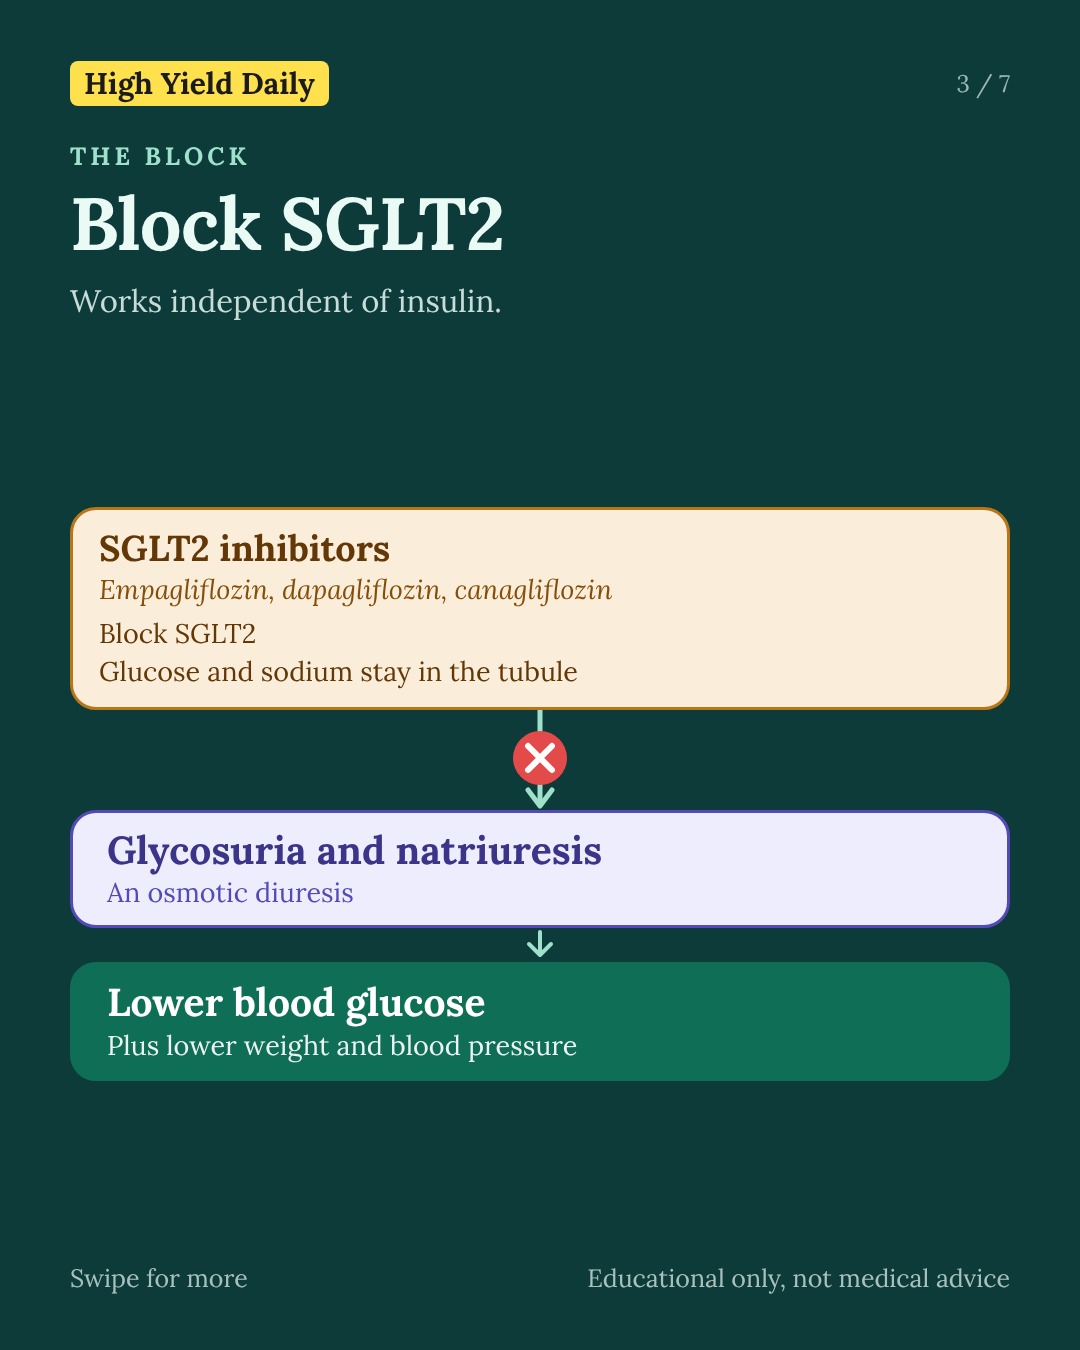 High Yield Daily
3 / 7
THE BLOCK
Block SGLT2
Works independent of insulin.
SGLT2 inhibitors
Empagliflozin, dapagliflozin, canagliflozin
Block SGLT2
Glucose and sodium stay in the tubule
Glycosuria and natriuresis
An osmotic diuresis
Lower blood glucose
Plus lower weight and blood pressure
Swipe for more
Educational only, not medical advice